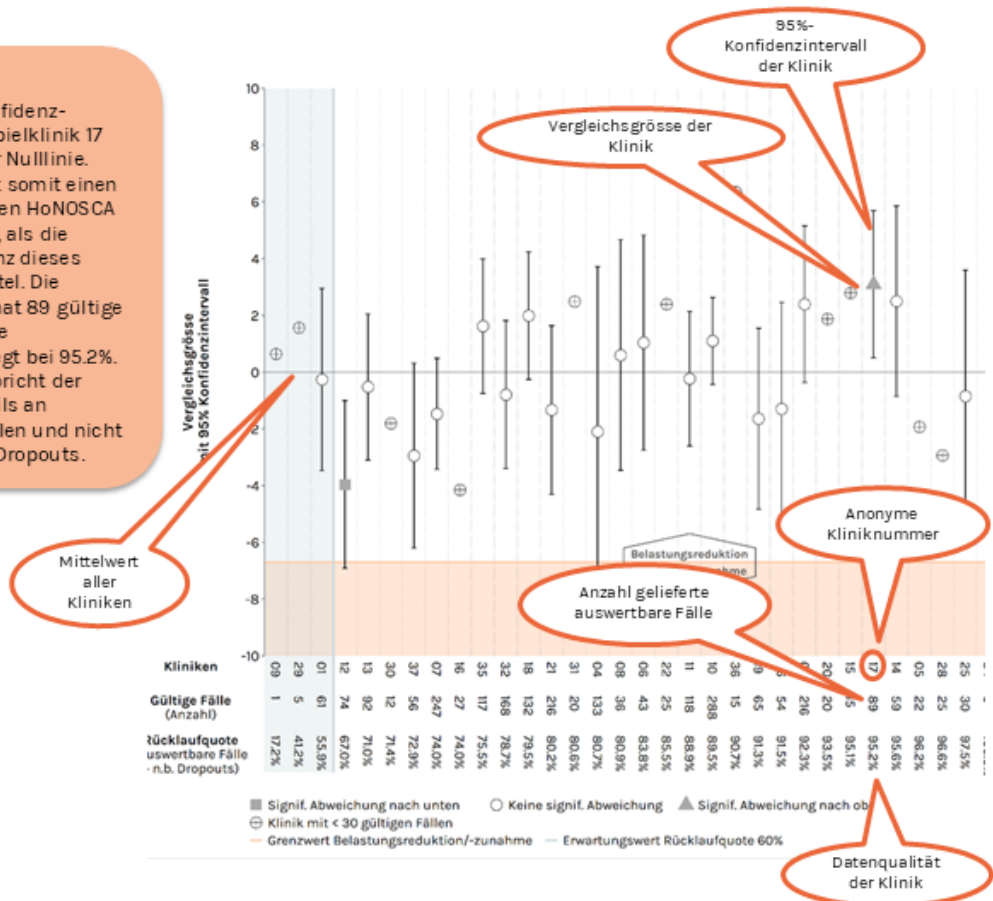 fidenz-
pielklinik 17
r Nulllinie.
t somit einen
en HoNOSCA
, als die
nz dieses
tel. Die
hat 89 gültige
e
egt bei 95.2%.
pricht der
ils an
len und nicht
Dropouts.
95%-
Konfidenzintervall
der Klinik
Vergleichsgrösse der
Klinik
Vergleichsgrösse
mit 95% Konfidenzintervall
10
8
6
4
2
0
-2
-4
-6
-8
-10
Mittelwert
aller
Kliniken
Belastungsreduktion
nahme
Anonyme
Kliniknummer
Anzahl gelieferte
auswertbare Fälle
Kliniken 09 29 01 12 13 30 37 07 16 35 32 18 21 31 04 08 06 22 11 10 36 9 20 15 17 14 05 28 25
Gültige Fälle 1 5 61 74 92 12 56 247 27 117 168 132 216 20 133 36 43 25 118 288 15 65 54 216 20 5 89 59 22 25 30
(Anzahl)
Rücklaufquote 17.2% 41.2% 55.9% 67.0% 71.0% 71.4% 72.9% 74.0% 74.0% 75.5% 78.7% 79.5% 80.2% 80.6% 80.7% 80.9% 83.8% 85.5% 88.9% 89.5% 90.7% 91.3% 91.5% 92.3% 93.5% 95.1% 95.2% 95.6% 96.2% 96.6% 97.5%
uswertbare Fälle
- n.b. Dropouts)
Signif. Abweichung nach unten Keine signif. Abweichung Signif. Abweichung nach ob
Klinik mit < 30 gültigen Fällen
Grenzwert Belastungsreduktion/-zunahme Erwartungswert Rücklaufquote 60%
Datenqualität
der Klinik